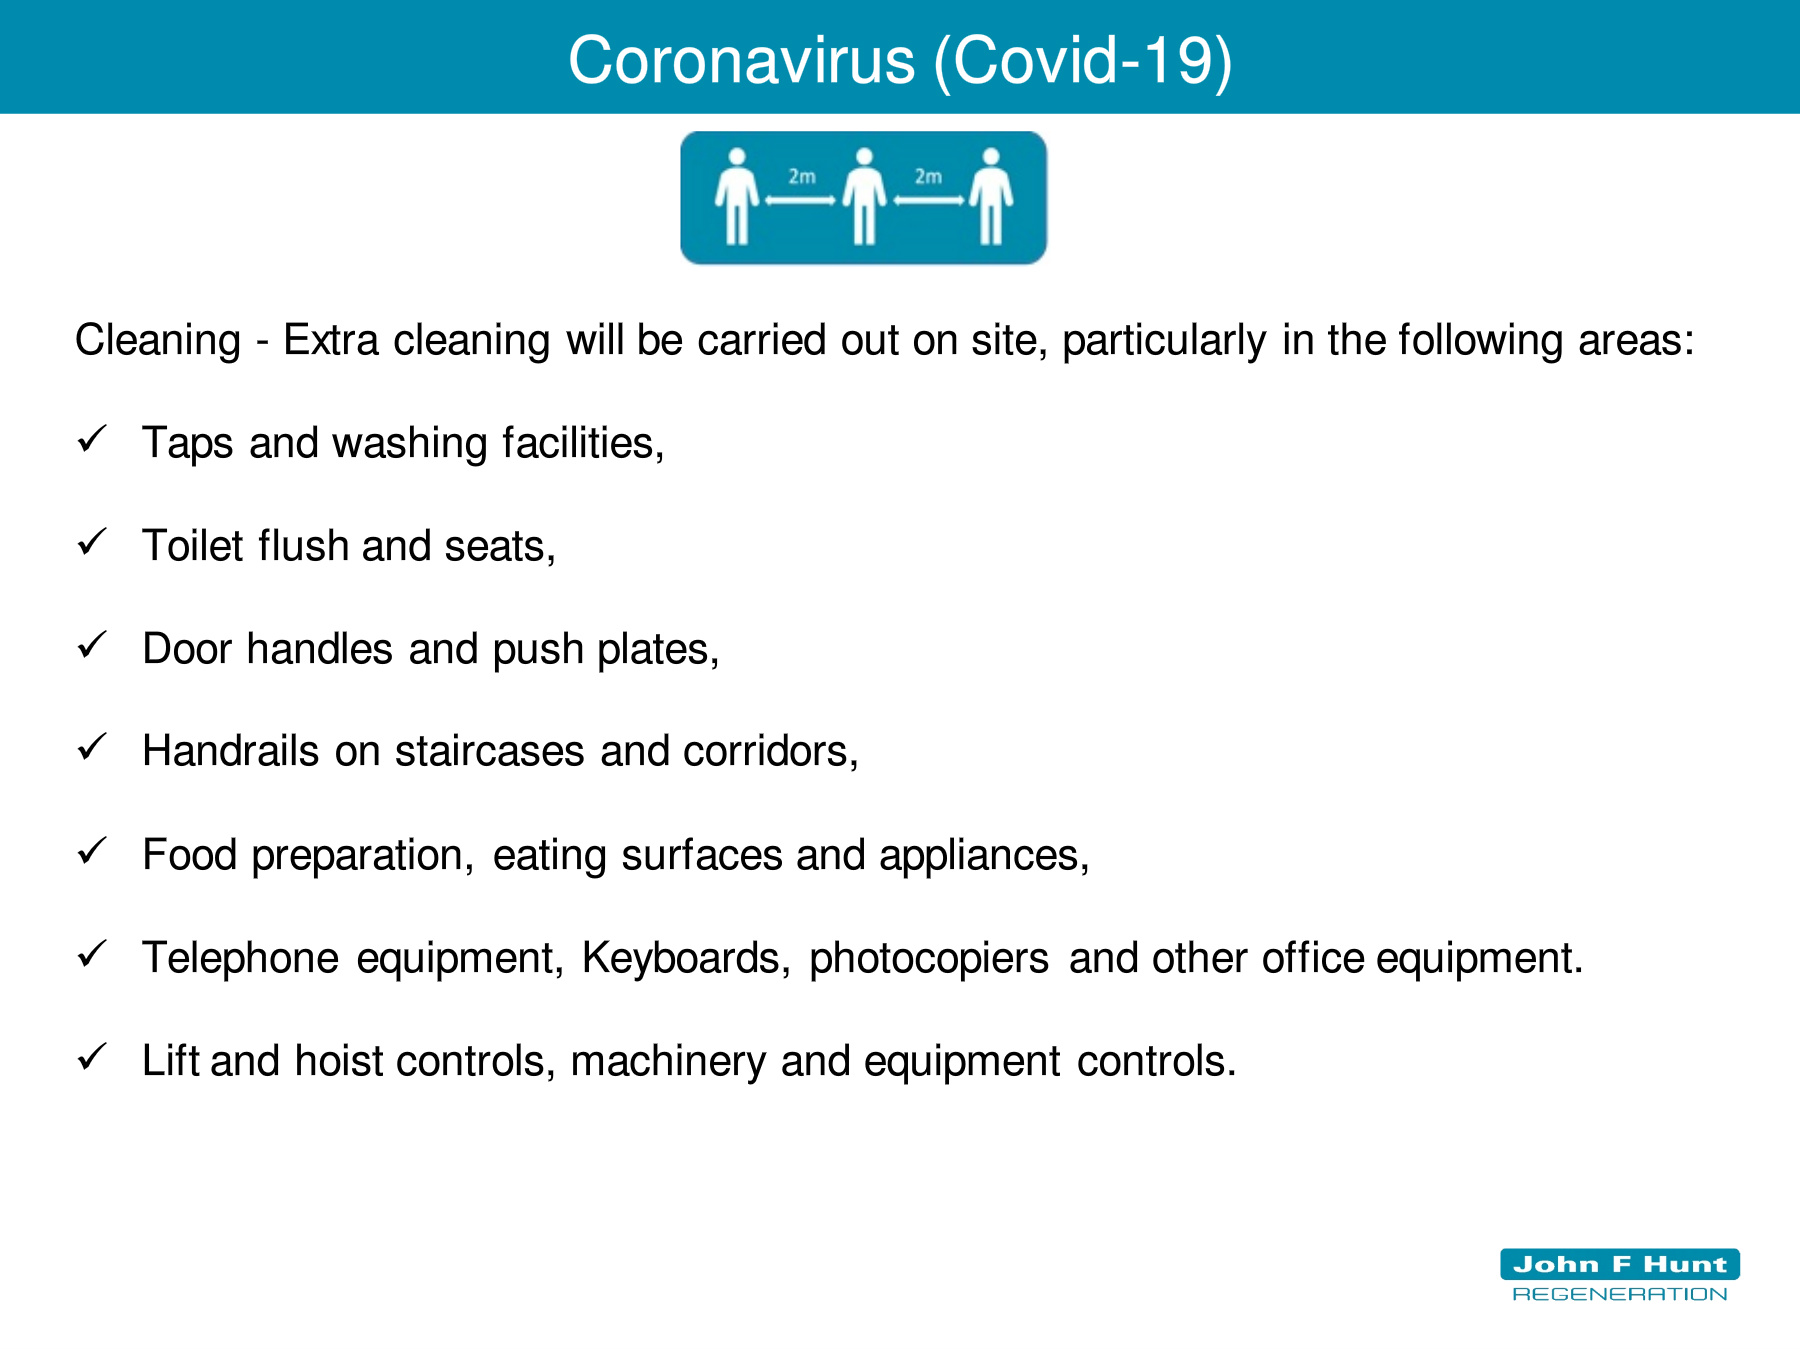 Coronavirus (Covid-19)
2m 2m
Cleaning - Extra cleaning will be carried out on site, particularly in the following areas:
✓ Taps and washing facilities,
✓ Toilet flush and seats,
✓ Door handles and push plates,
✓ Handrails on staircases and corridors,
✓ Food preparation, eating surfaces and appliances,
✓ Telephone equipment, Keyboards, photocopiers and other office equipment.
✓ Lift and hoist controls, machinery and equipment controls.
John F Hunt
REGENERATION